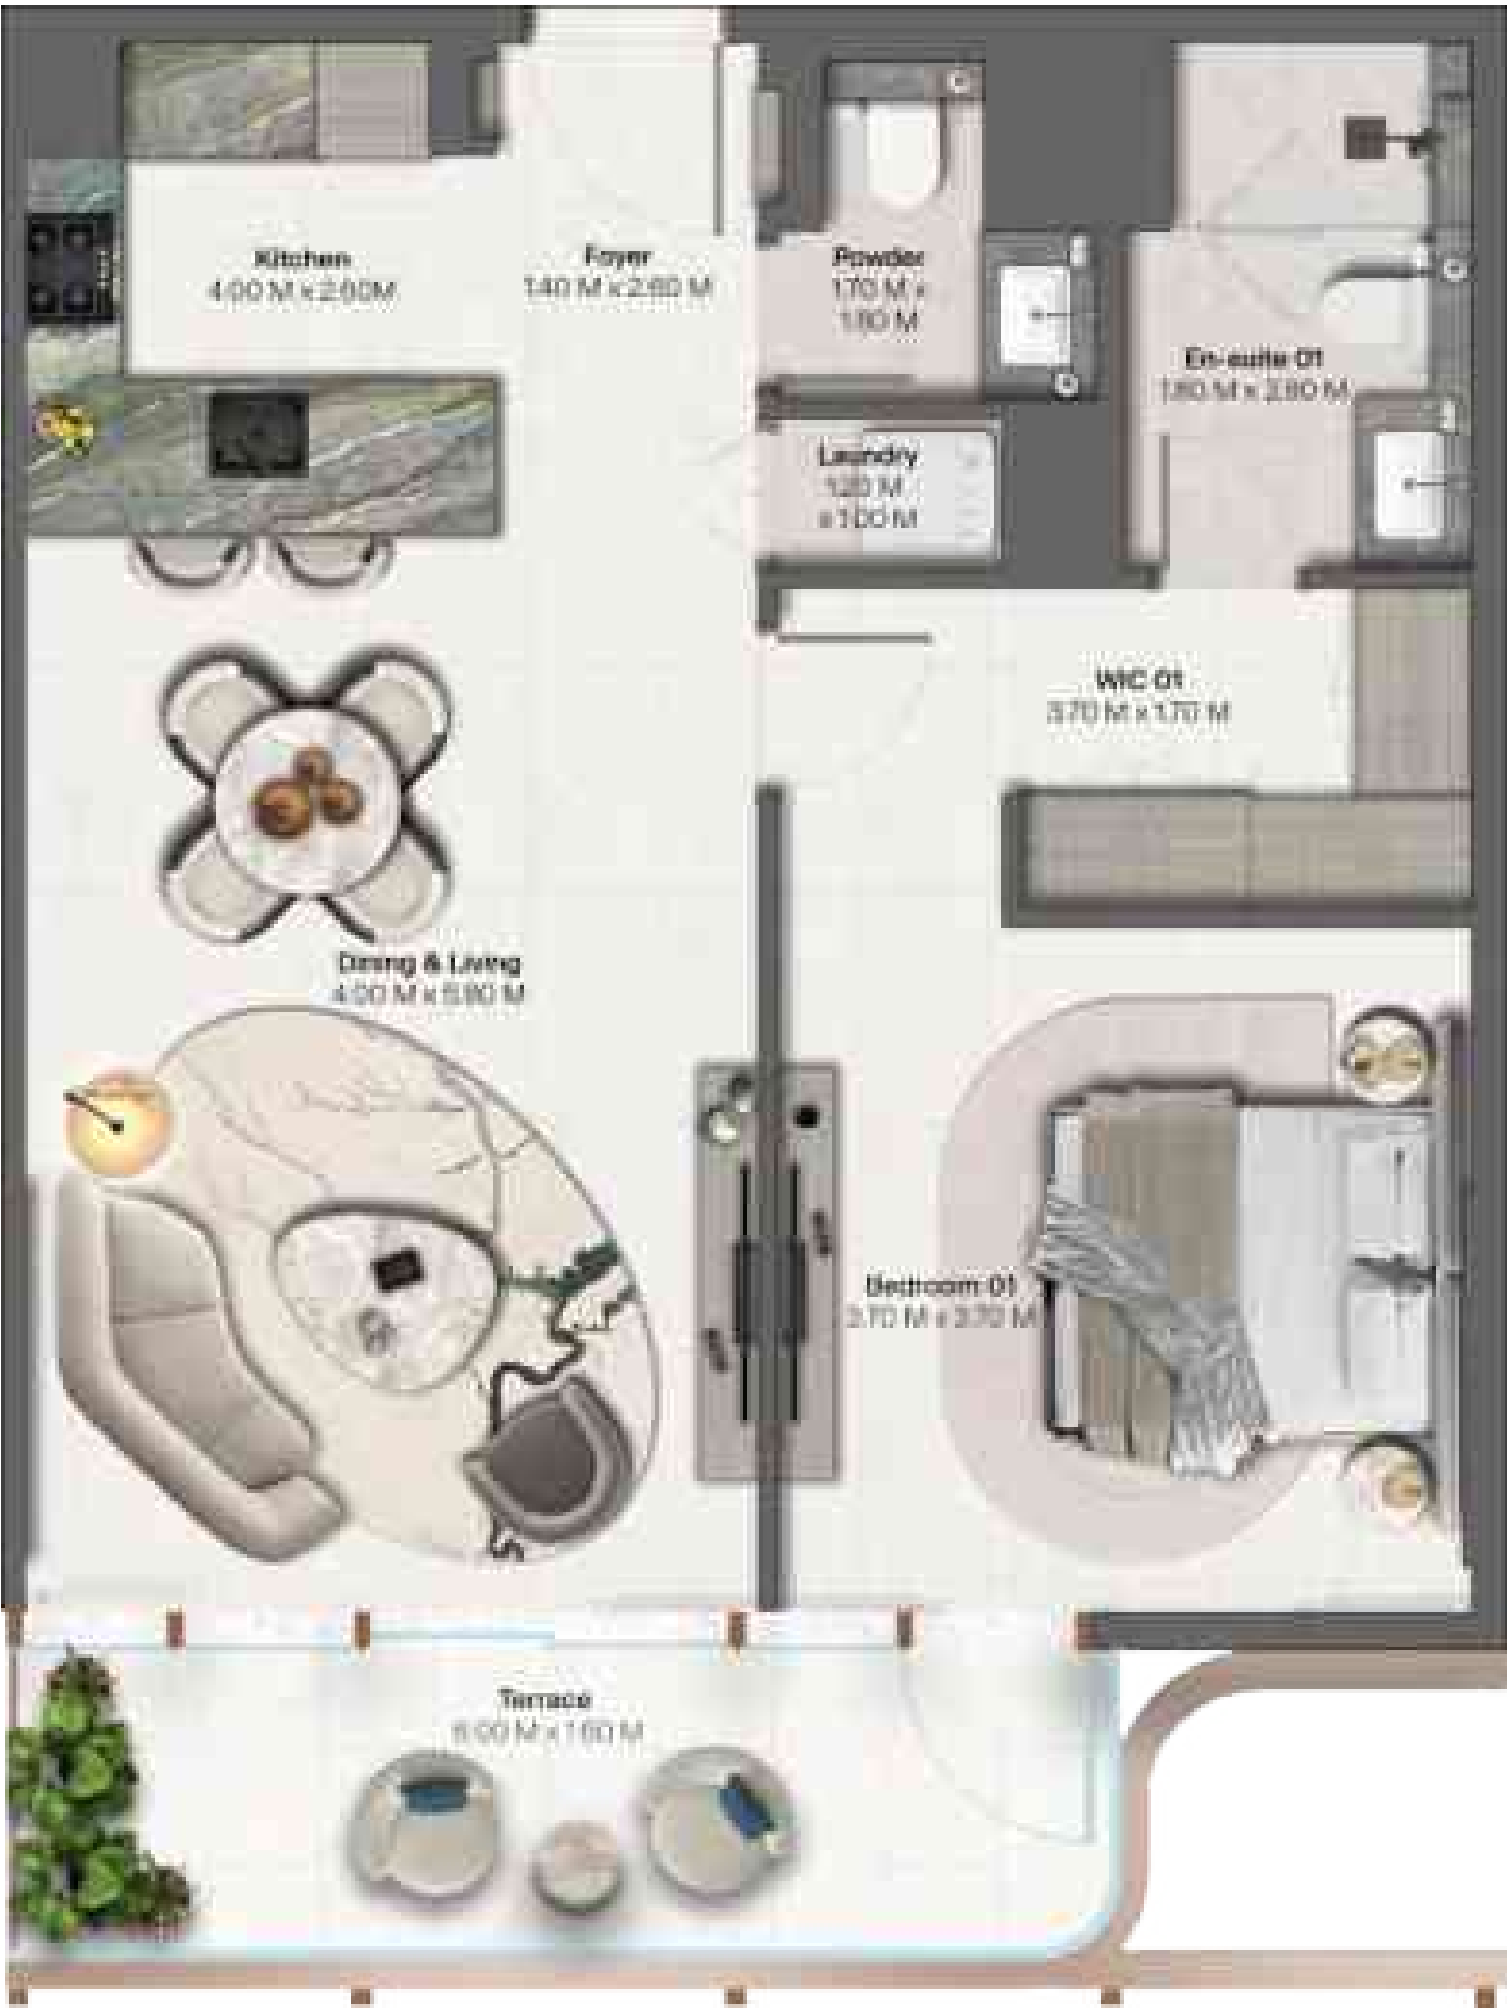 Kitchen
4.00 M x 2.60M
Foyer
1.40 M x 2.60 M
Powder
1.70 M x
1.80 M
En-suite 01
1.80 M x 2.80 M
Laundry
1.20 M
x 1.00 M
WIC 01
3.70 M x 1.70 M
Dining & Living
4.00 M x 5.80 M
Bedroom 01
3.70 M x 3.70 M
Terrace
6.00 M x 1.60 M